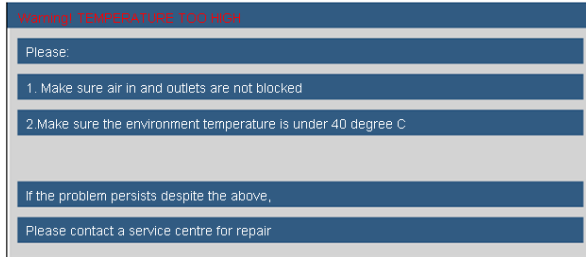 Warning! TEMPERATURE TOO HIGH
Please:
1. Make sure air in and outlets are not blocked
2.Make sure the environment temperature is under 40 degree C
If the problem persists despite the above,
Please contact a service centre for repair